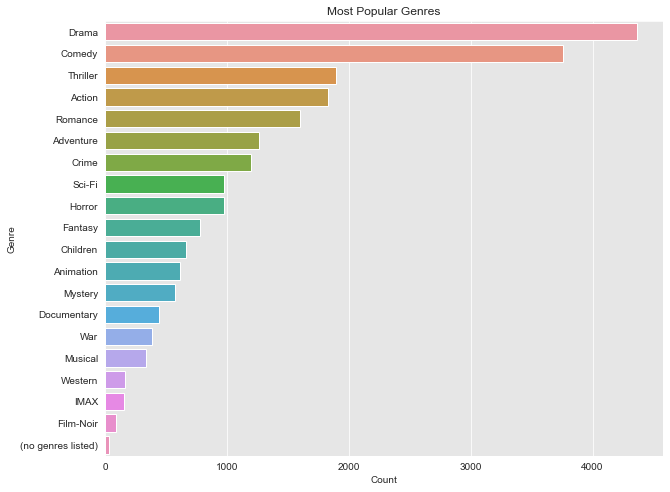 Most Popular Genres
Drama
Comedy
Thriller
Action
Romance
Adventure
Crime
Sci-Fi
Horror
Fantasy
Children
Animation
Mystery
Documentary
War
Musical
Western
IMAX
Film-Noir
(no genres listed)
Genre
0 1000 2000 3000 4000
Count